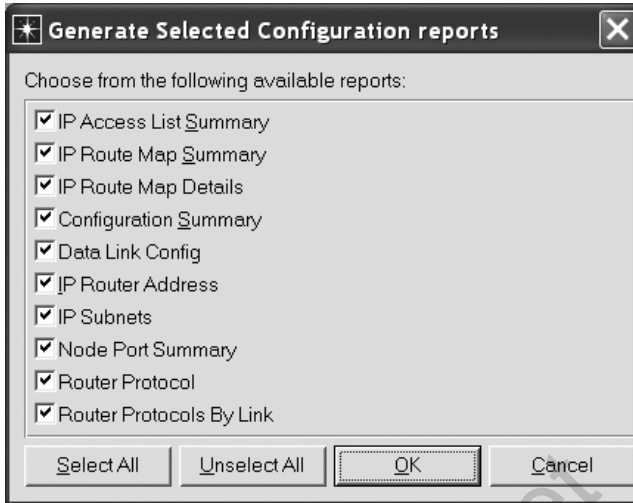 Generate Selected Configuration reports
Choose from the following available reports:
IP Access List Summary
IP Route Map Summary
IP Route Map Details
Configuration Summary
Data Link Config
IP Router Address
IP Subnets
Node Port Summary
Router Protocol
Router Protocols By Link
Select All Unselect All OK Cancel